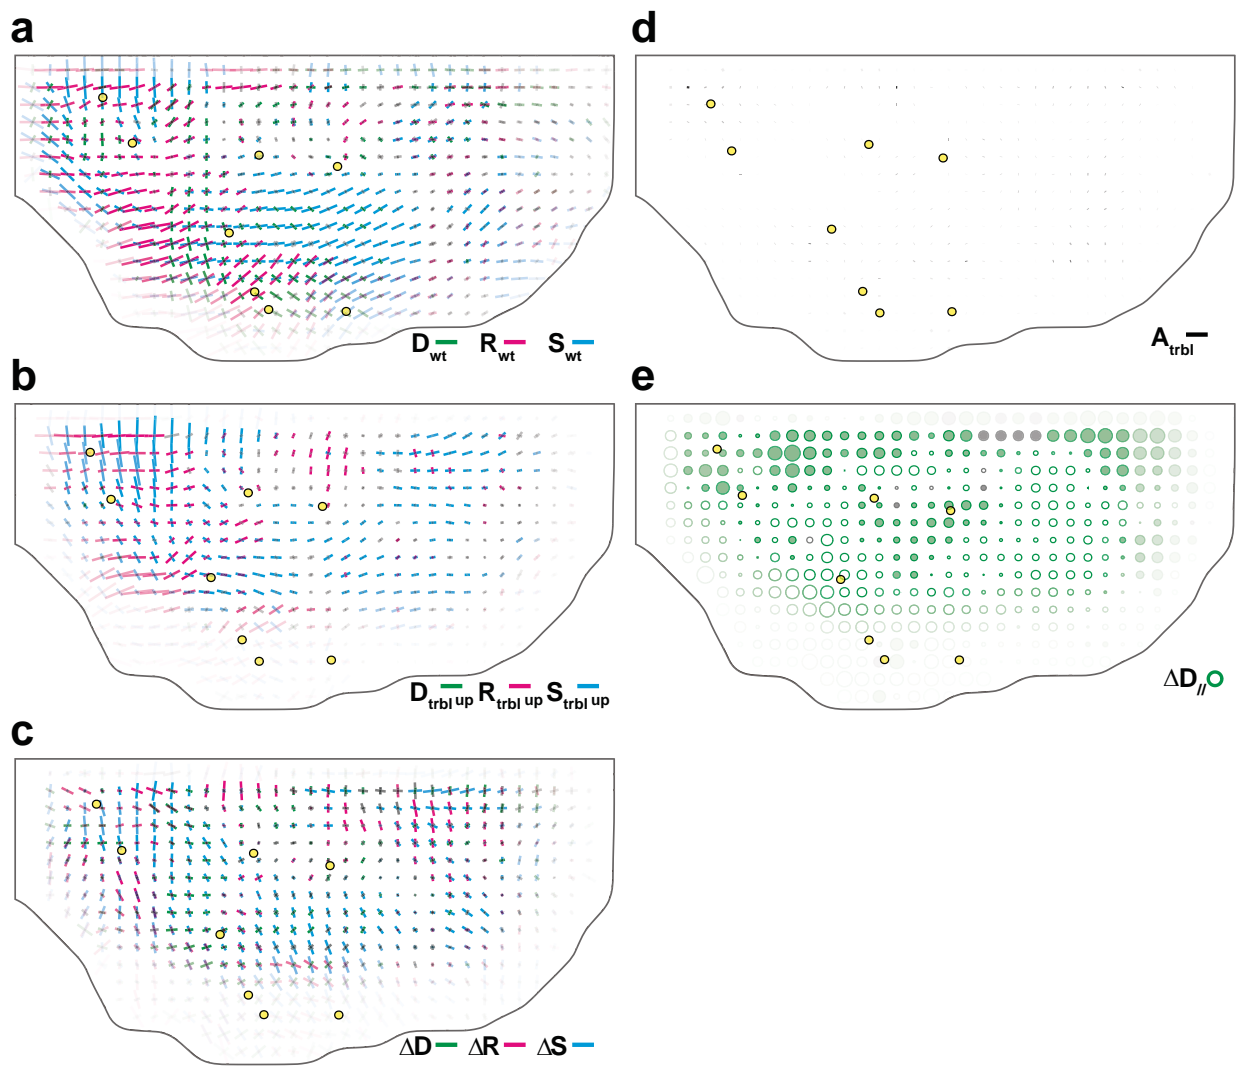 a
D wt R wt S wt
b
D trbl up R trbl up S trbl up
c
ΔD ΔR ΔS
d
A trbl
e
ΔD //